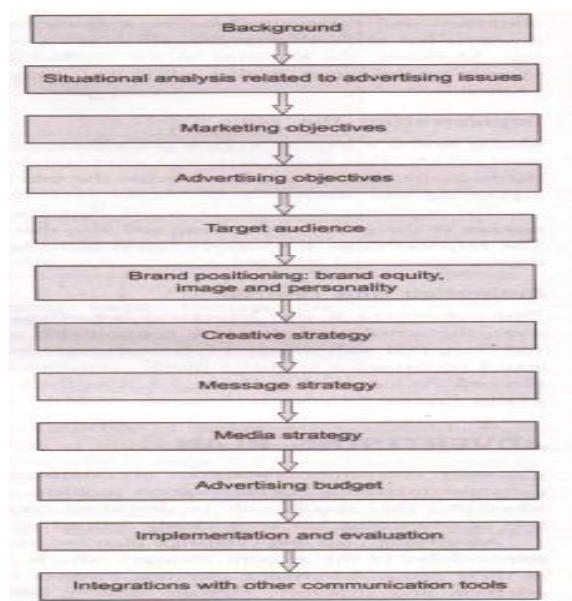 Background
Situational analysis related to advertising issues
Marketing objectives
Advertising objectives
Target audience
Brand positioning: brand equity,
image and personality
Creative strategy
Message strategy
Media strategy
Advertising budget
Implementation and evaluation
Integrations with other communication tools